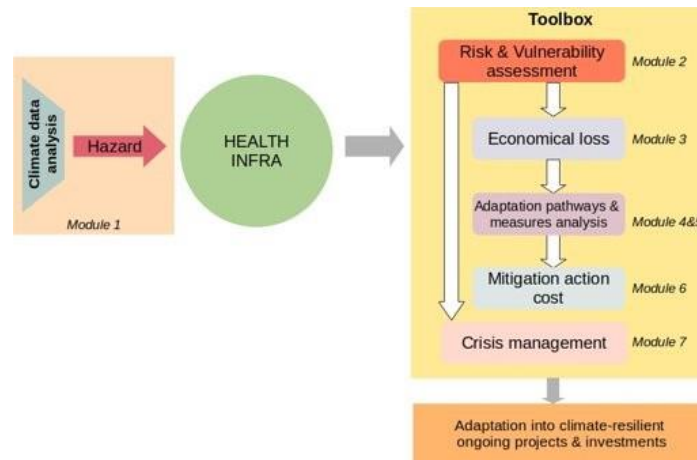 Toolbox
Climate data
analysis
Hazard
Module 1
HEALTH
INFRA
Risk & Vulnerability
assessment
Module 2
Economical loss
Module 3
Adaptation pathways &
measures analysis
Module 4&
Mitigation action
cost
Module 6
Crisis management
Module 7
Adaptation into climate-resilient
ongoing projects & investments